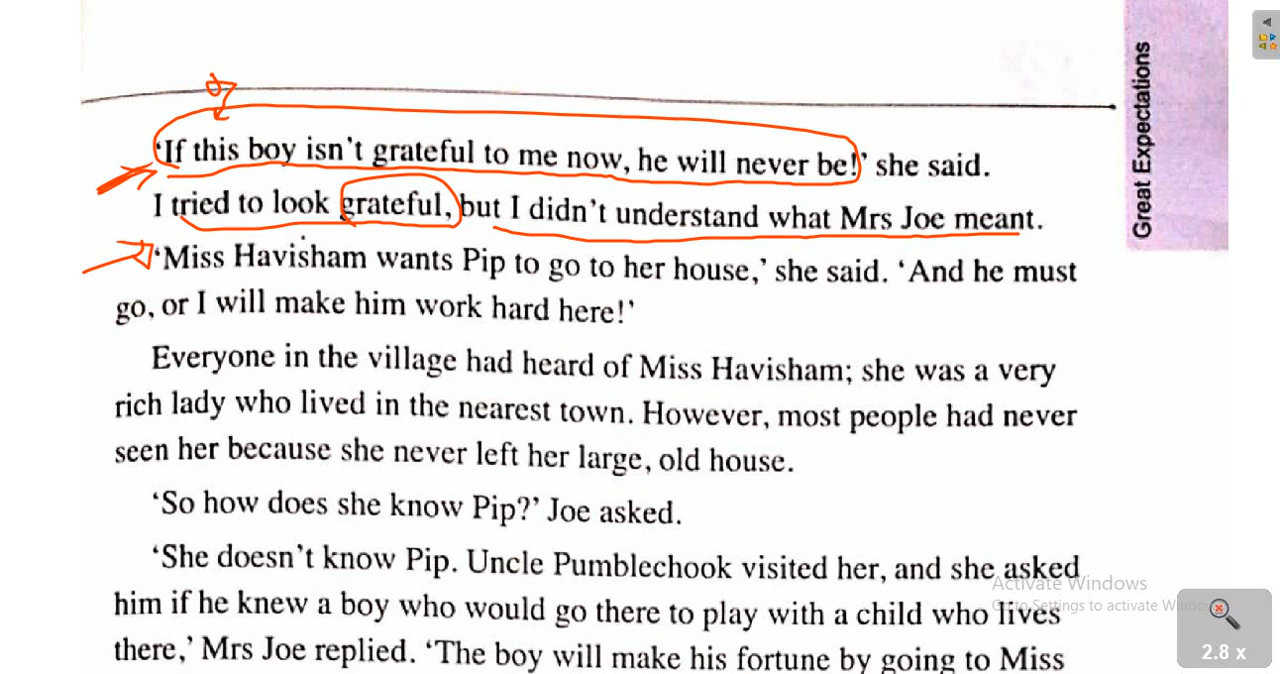 Great Expectations
'If this boy isn't grateful to me now, he will never be!' she said.
I tried to look grateful, but I didn't understand what Mrs Joe meant.
'Miss Havisham wants Pip to go to her house,' she said. 'And he must
go, or I will make him work hard here!'
Everyone in the village had heard of Miss Havisham; she was a very
rich lady who lived in the nearest town. However, most people had never
seen her because she never left her large, old house.
'So how does she know Pip?' Joe asked.
'She doesn't know Pip. Uncle Pumblechook visited her, and she asked
him if he knew a boy who would go there to play with a child who lives
there,' Mrs Joe replied. 'The boy will make his fortune by going to Miss
Activate Windows
Go to Settings to activate
2.8 x